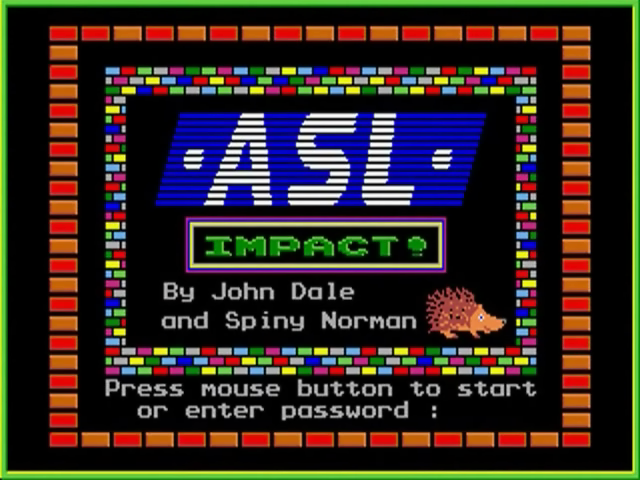 ·ASL·
IMPACT!
By John Dale
and Spiny Norman
Press mouse button to start
or enter password :